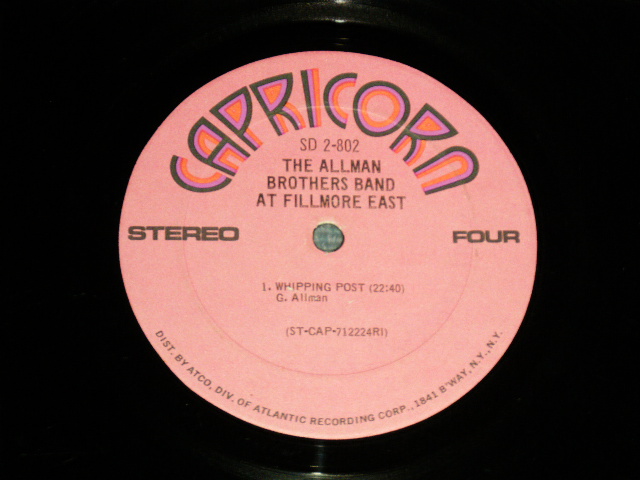 CAPRICORN
SD 2-802
THE ALLMAN
BROTHERS BAND
AT FILLMORE EAST
STEREO
FOUR
1. WHIPPING POST (22:40)
G. Allman
(ST-CAP-712224RI)
DIST. BY ATCO, DIV. OF ATLANTIC RECORDING CORP., 1841 B'WAY, N.Y., N.Y.